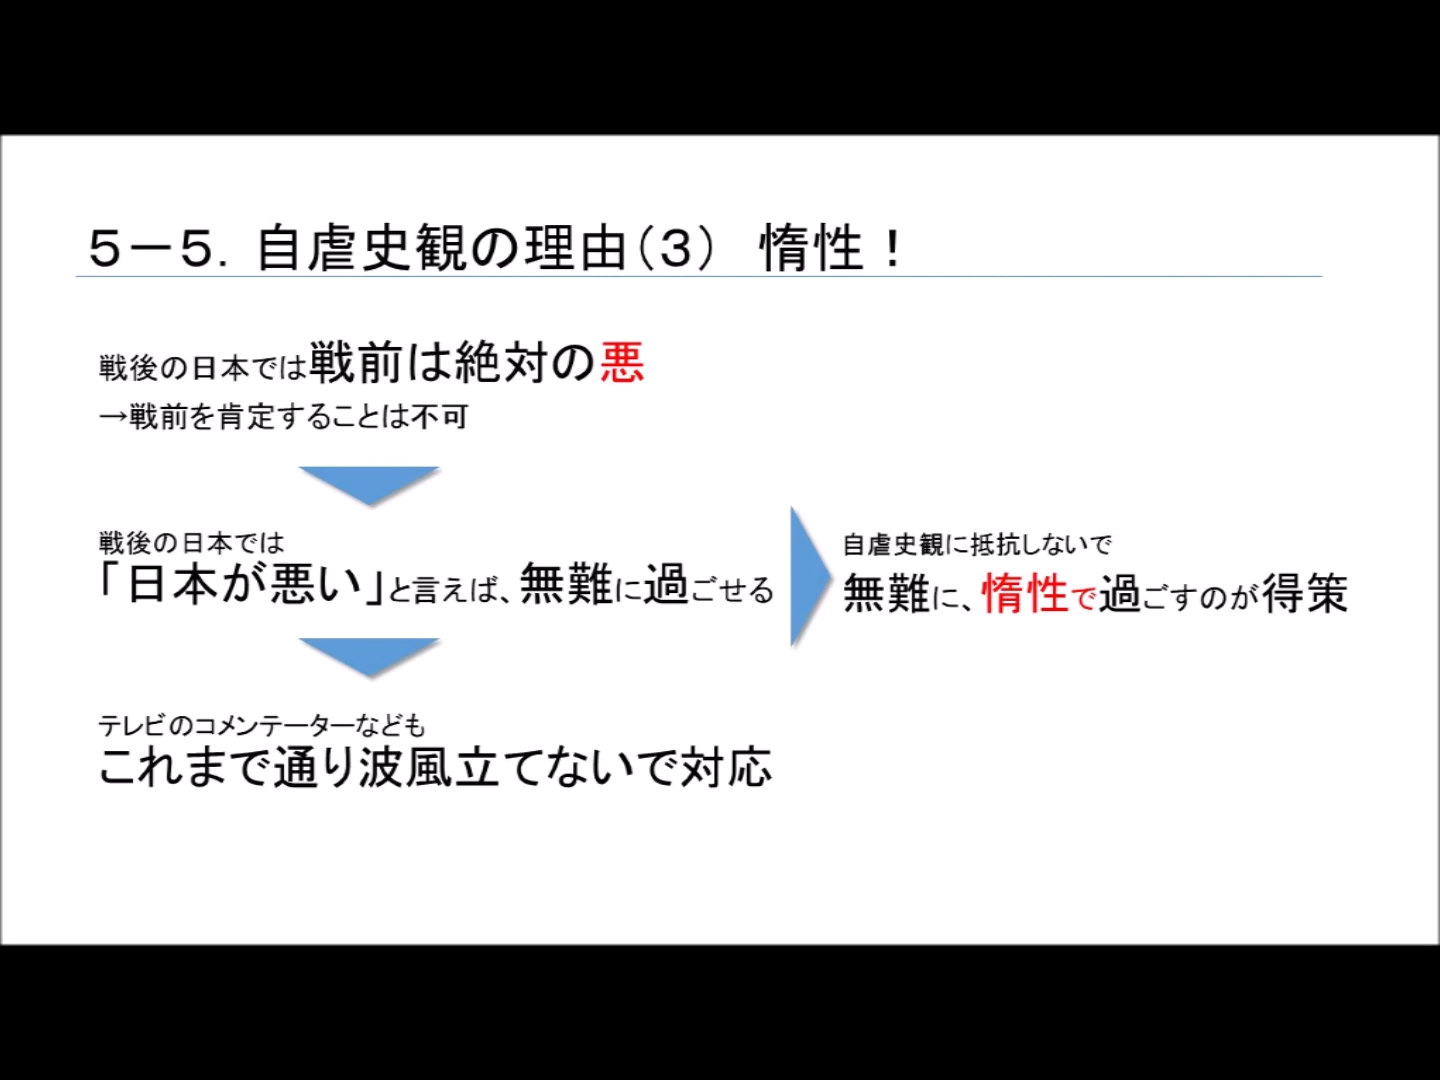 ５－５．自虐史観の理由（３）　惰性！
戦後の日本では戦前は絶対の悪
→戦前を肯定することは不可
戦後の日本では
「日本が悪い」と言えば、無難に過ごせる
自虐史観に抵抗しないで
無難に、惰性で過ごすのが得策
テレビのコメンテーターなども
これまで通り波風立てないで対応